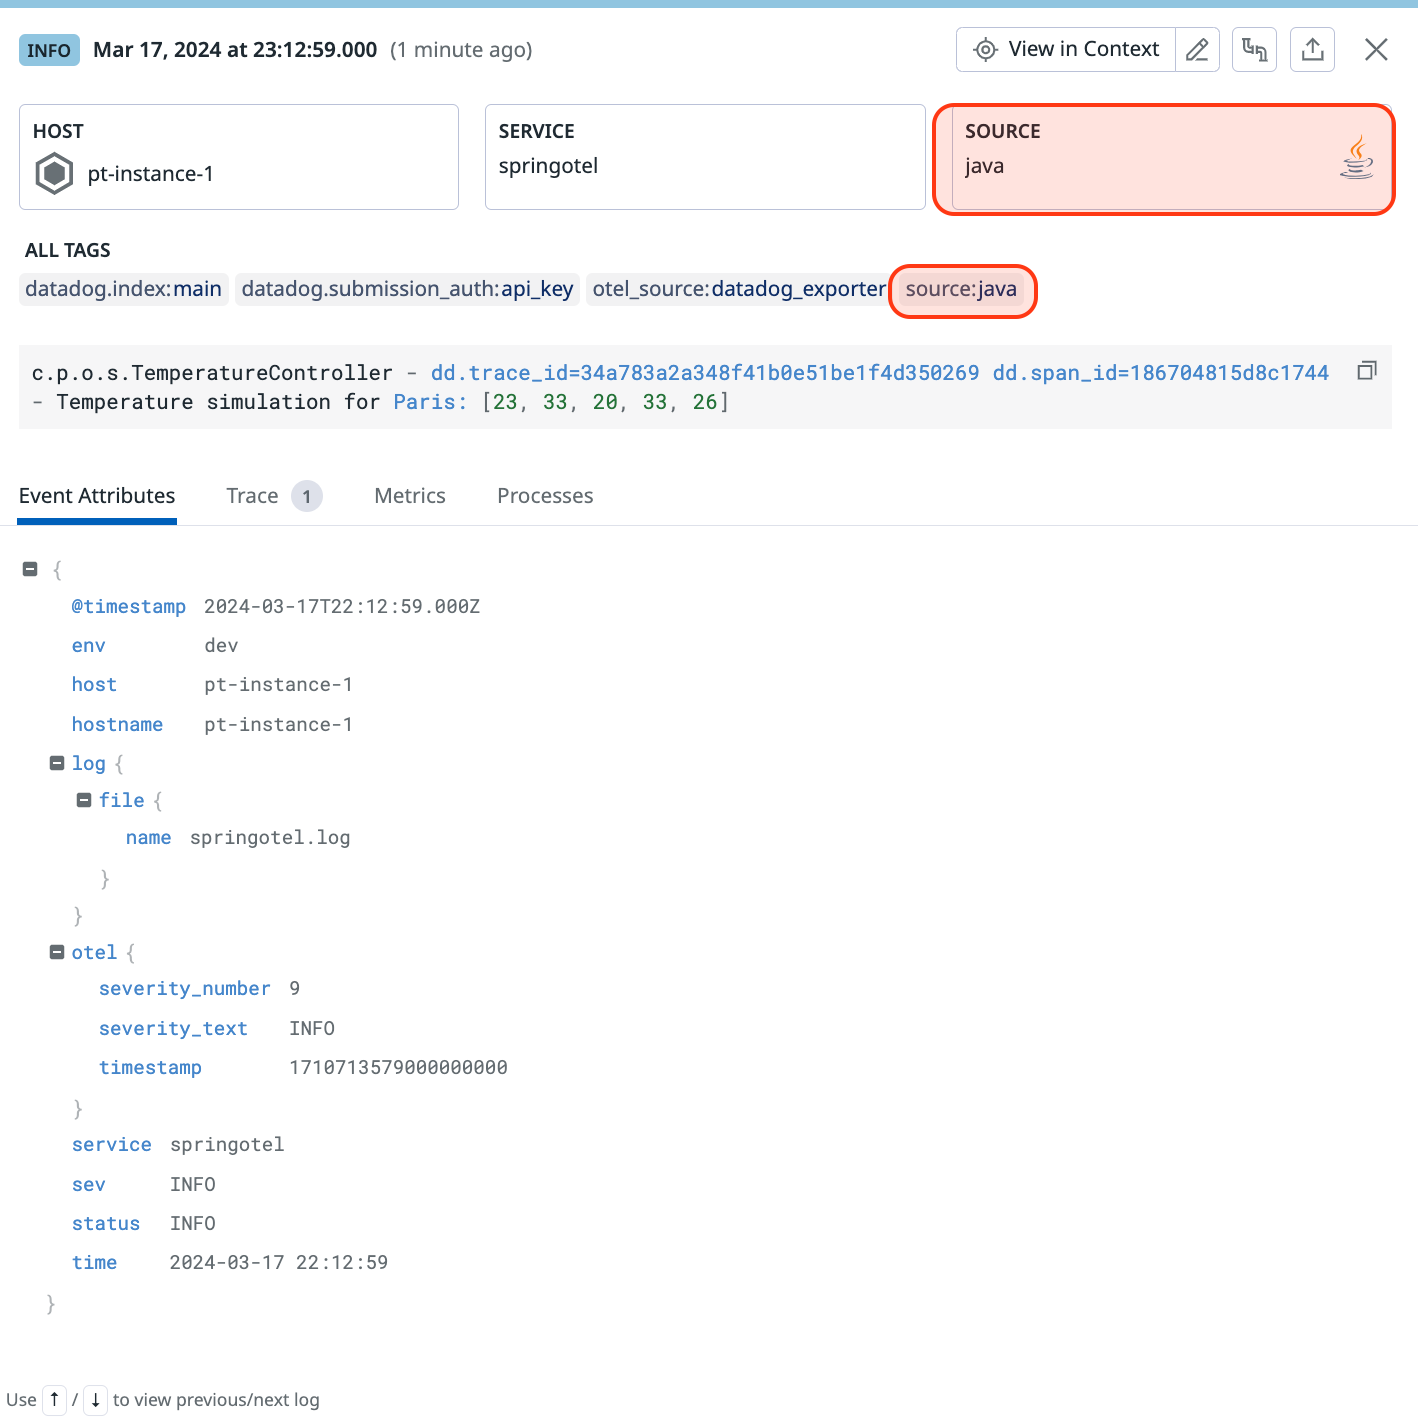 INFO Mar 17, 2024 at 23:12:59.000 (1 minute ago) View in Context
HOST
pt-instance-1
SERVICE
springotel
SOURCE
java
ALL TAGS
datadog.index:main datadog.submission_auth:api_key otel_source:datadog_exporter source:java
c.p.o.s.TemperatureController - dd.trace_id=34a783a2a348f41b0e51be1f4d350269 dd.span_id=186704815d8c1744
- Temperature simulation for Paris: [23, 33, 20, 33, 26]
Event Attributes Trace 1 Metrics Processes
{
@timestamp 2024-03-17T22:12:59.000Z
env dev
host pt-instance-1
hostname pt-instance-1
log {
file {
name springotel.log
}
}
otel {
severity_number 9
severity_text INFO
timestamp 1710713579000000000
}
service springotel
sev INFO
status INFO
time 2024-03-17 22:12:59
}
Use ↑ / ↓ to view previous/next log